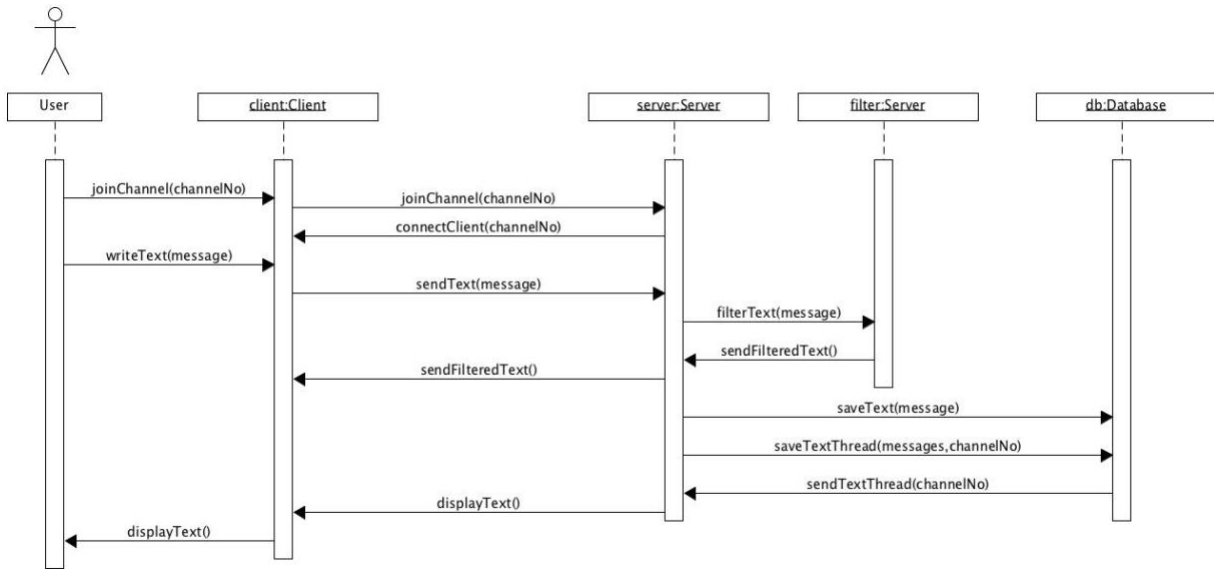 User
client:Client
server:Server
filter:Server
db:Database
joinChannel(channelNo)
joinChannel(channelNo)
connectClient(channelNo)
writeText(message)
sendText(message)
filterText(message)
sendFilteredText()
sendFilteredText()
saveText(message)
saveTextThread(messages,channelNo)
sendTextThread(channelNo)
displayText()
displayText()